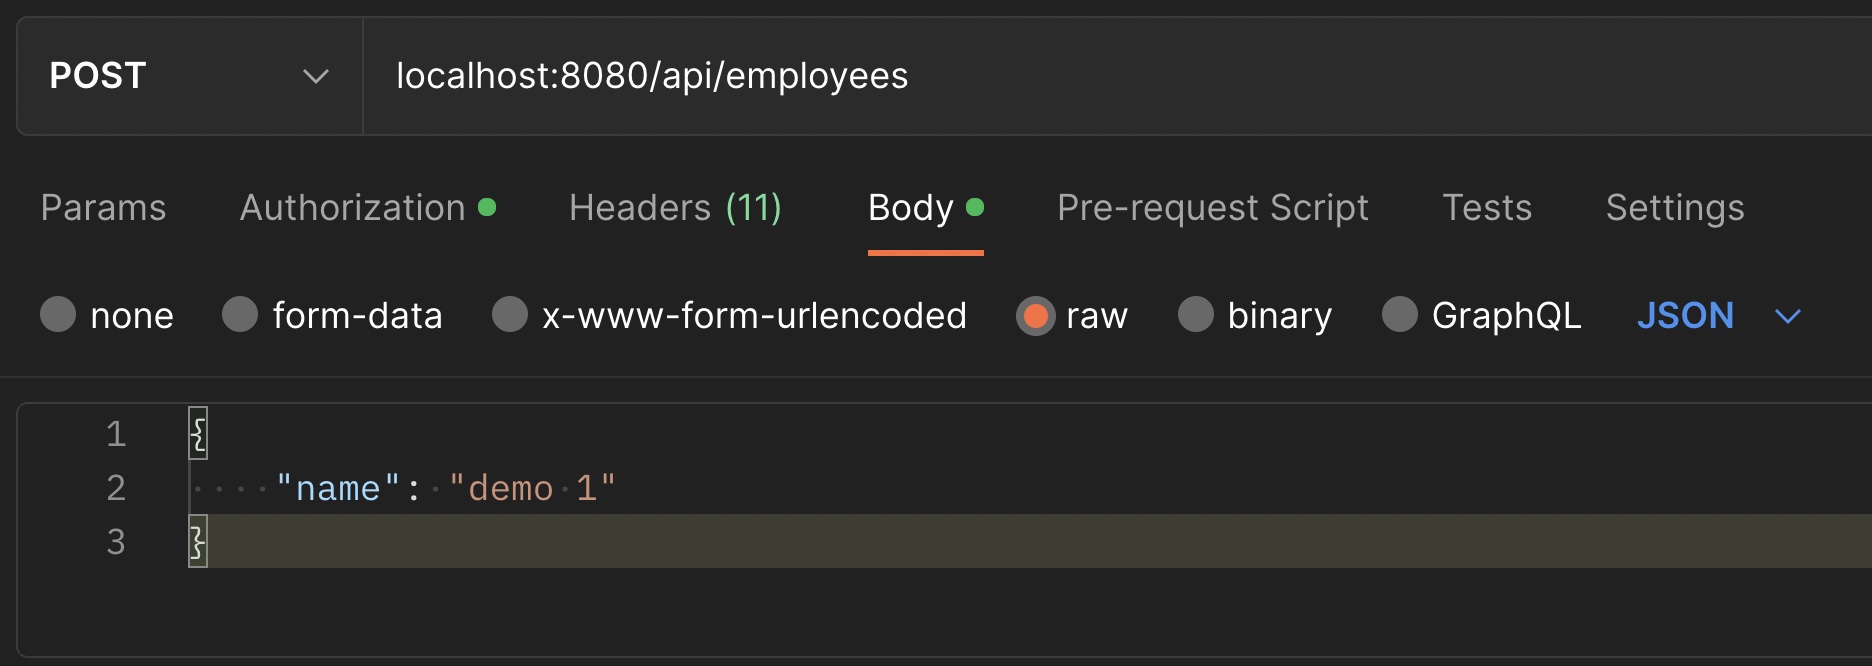 POST localhost:8080/api/employees
Params Authorization Headers (11) Body Pre-request Script Tests Settings
none form-data x-www-form-urlencoded raw binary GraphQL JSON
1 {
2 "name": "demo 1"
3 }